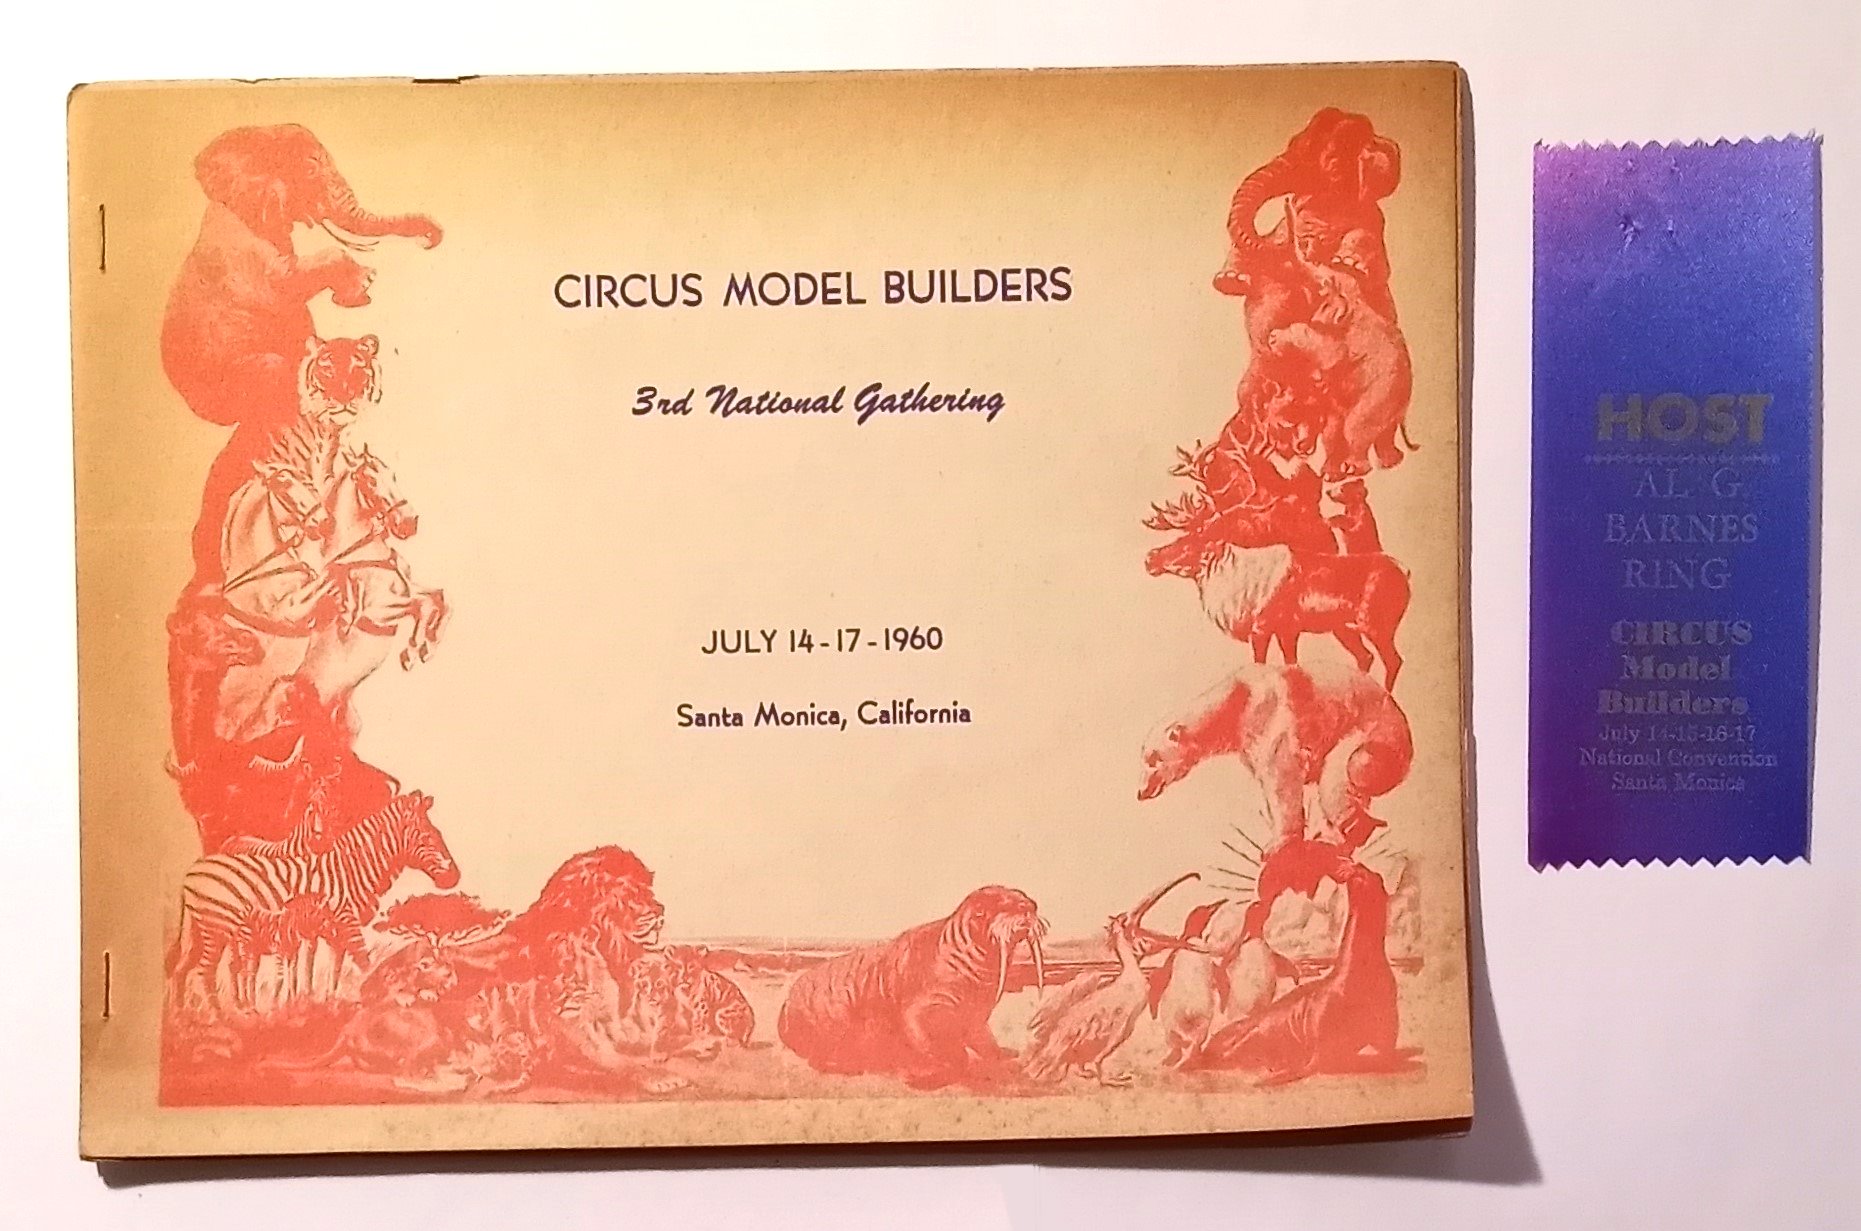 CIRCUS MODEL BUILDERS
3rd National Gathering
JULY 14-17-1960
Santa Monica, California
HOST
AL G.
BARNES
RING
CIRCUS
Model
Builders
July 14-15-16-17
National Convention
Santa Monica